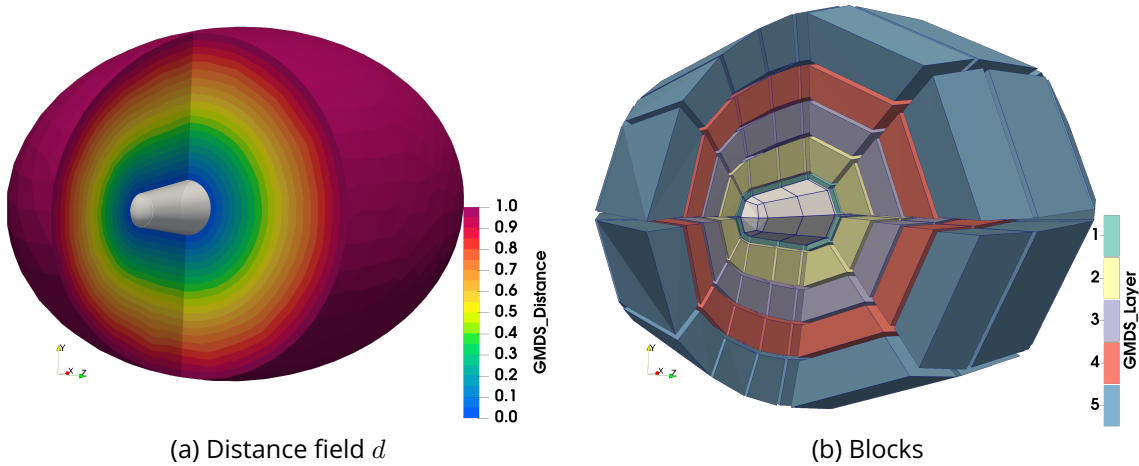 1.0
0.9
0.8
0.7
0.6
0.5
0.4
0.3
0.2
0.1
0.0
GMDS_Distance
Y
X
Z
(a) Distance field d
1
2
3
4
5
GMDS_Layer
Y
X
Z
(b) Blocks